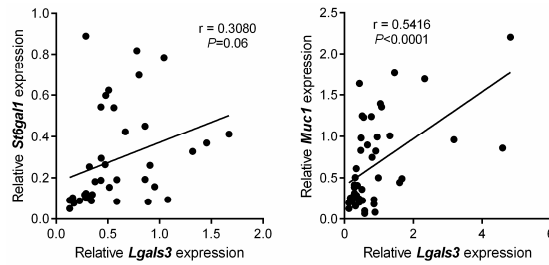 1.0
0.8
0.6
0.4
0.2
0.0
0.0 0.5 1.0 1.5 2.0
Relative St6gal1 expression
Relative Lgals3 expression
r = 0.3080
P=0.06
2.5
2.0
1.5
1.0
0.5
0.0
0 2 4 6
Relative Muc1 expression
Relative Lgals3 expression
r = 0.5416
P<0.0001